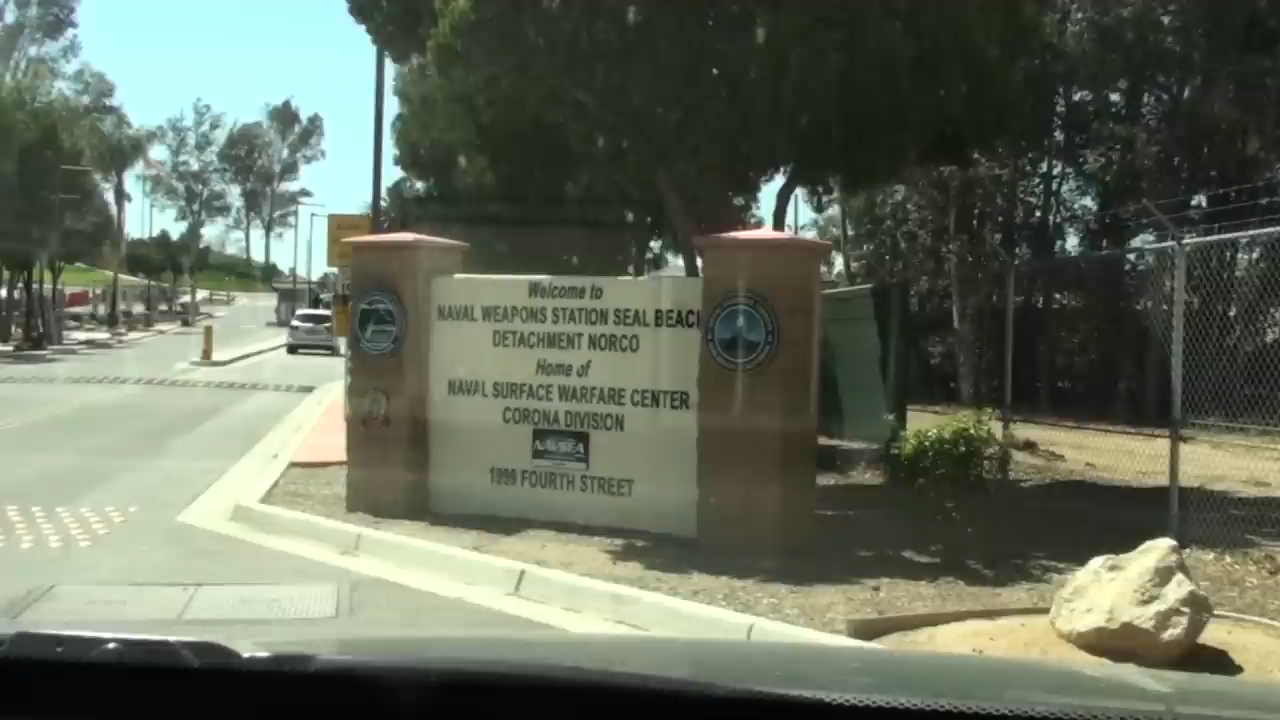 Welcome to
NAVAL WEAPONS STATION SEAL BEAC
DETACHMENT NORCO
Home of
NAVAL SURFACE WARFARE CENTER
CORONA DIVISION
NAVSEA
1999 FOURTH STREET